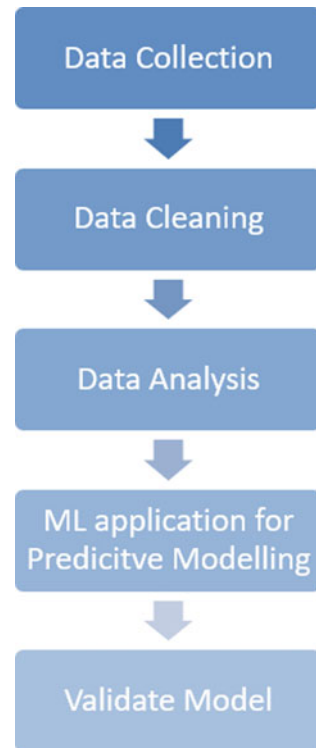 Data Collection
Data Cleaning
Data Analysis
ML application for
Predicitve Modelling
Validate Model